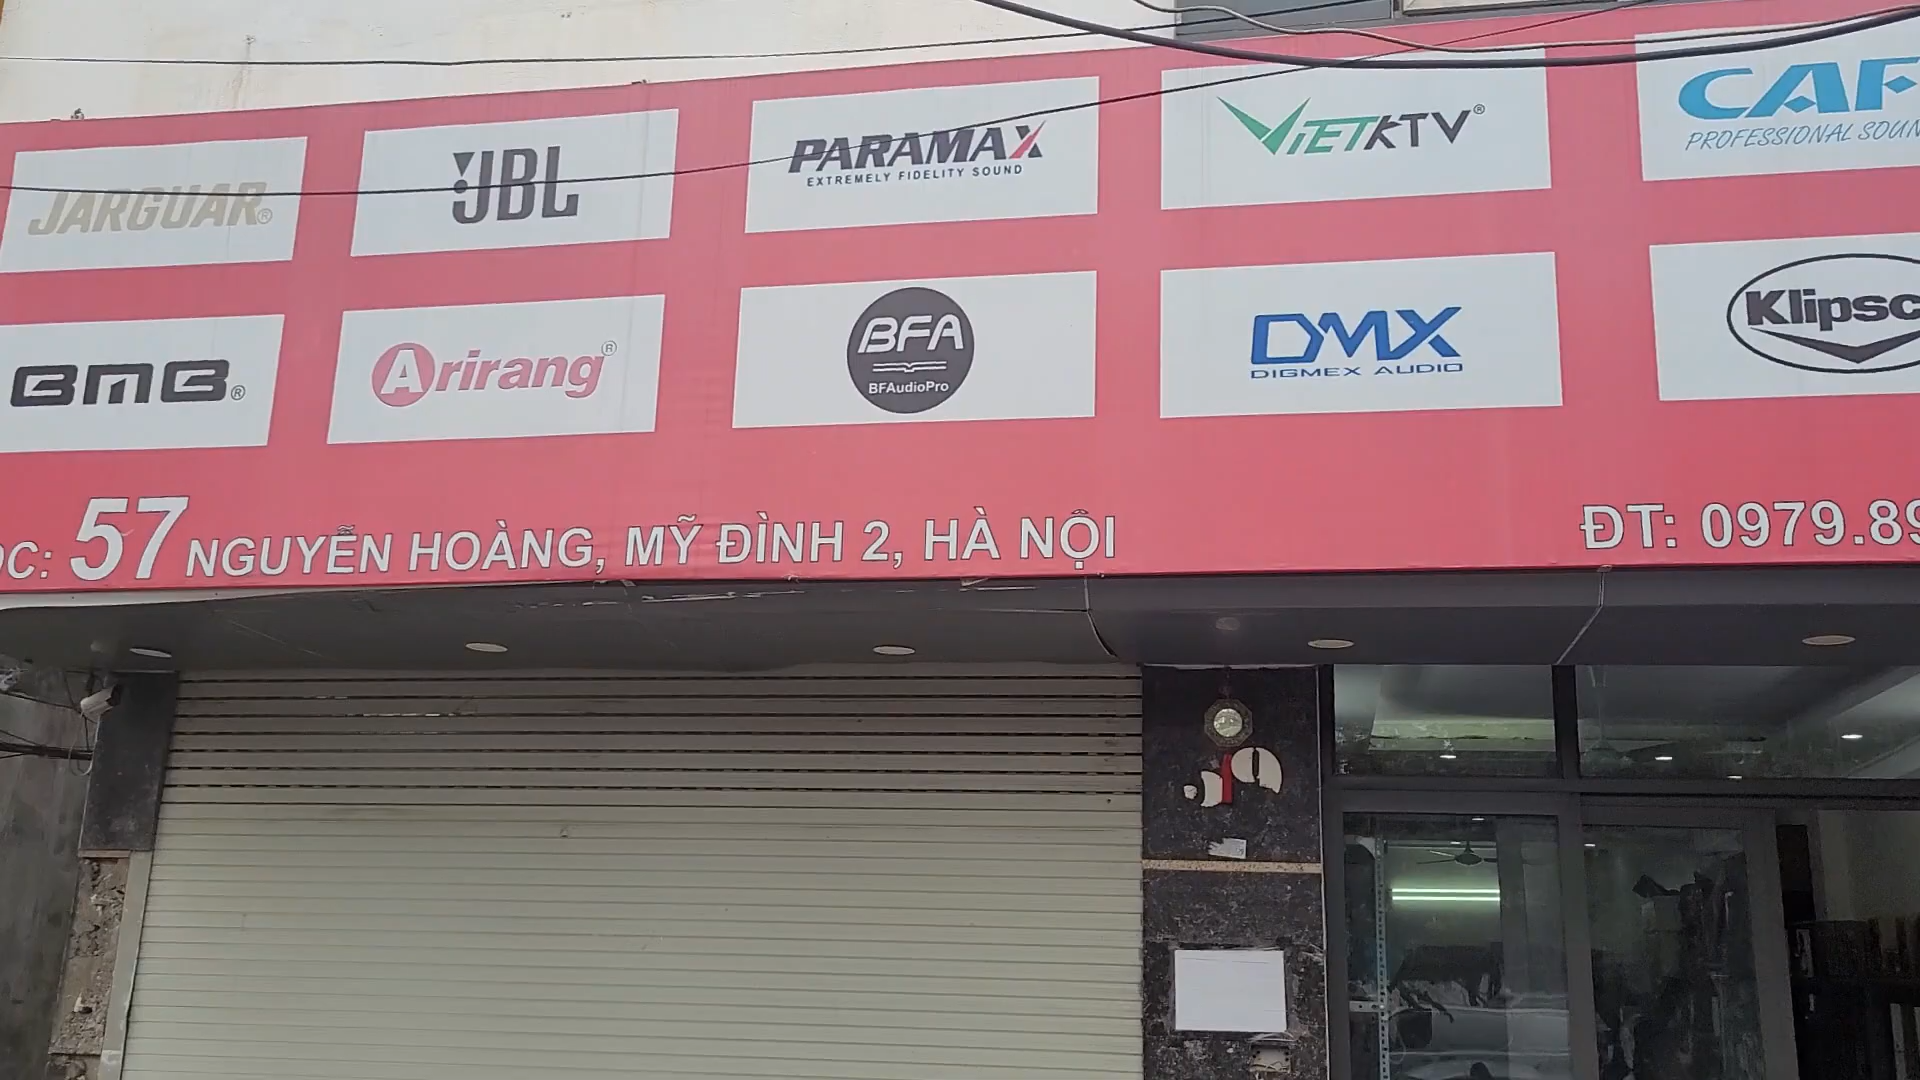 JARGUAR®
JBL
PARAMAX
EXTREMELY FIDELITY SOUND
VIETKTV®
CAF
PROFESSIONAL SOUN
BMB®
Arirang®
BFA
BFAudioPro
DMX
DIGMEX AUDIO
Klipsc
ĐC: 57 NGUYỄN HOÀNG, MỸ ĐÌNH 2, HÀ NỘI
ĐT: 0979.89